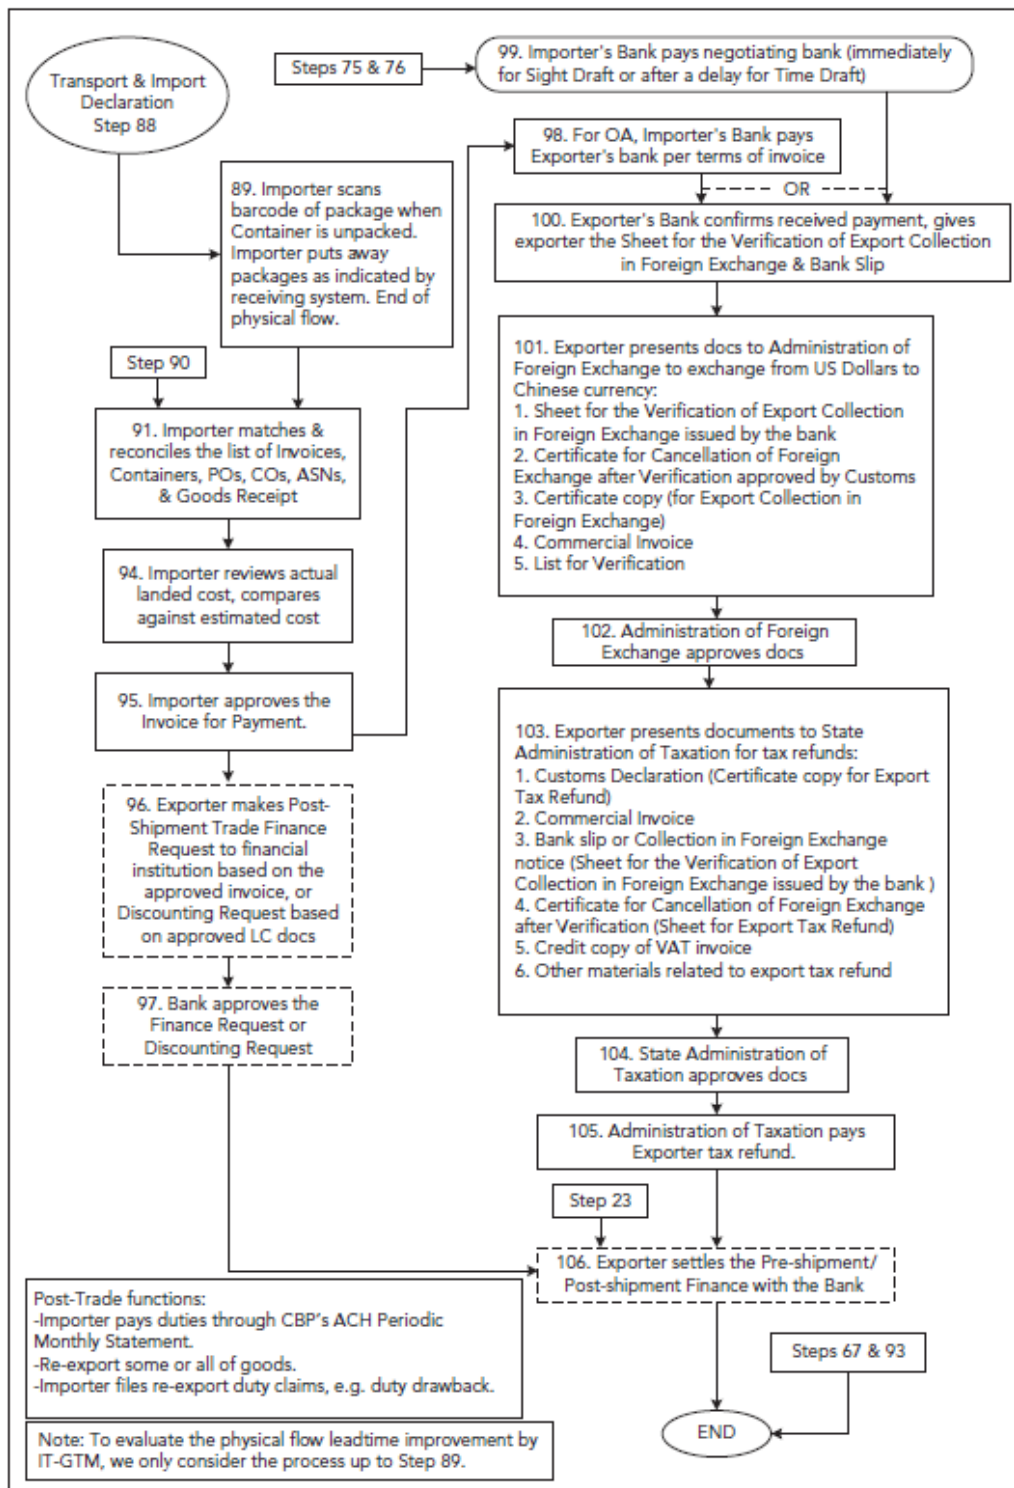 Transport & Import
Declaration
Step 88
Steps 75 & 76
99. Importer's Bank pays negotiating bank (immediately
for Sight Draft or after a delay for Time Draft)
98. For OA, Importer's Bank pays
Exporter's bank per terms of invoice
OR
89. Importer scans
barcode of package when
Container is unpacked.
Importer puts away
packages as indicated by
receiving system. End of
physical flow.
100. Exporter's Bank confirms received payment, gives
exporter the Sheet for the Verification of Export Collection
in Foreign Exchange & Bank Slip
Step 90
91. Importer matches &
reconciles the list of Invoices,
Containers, POs, COs, ASNs,
& Goods Receipt
101. Exporter presents docs to Administration of
Foreign Exchange to exchange from US Dollars to
Chinese currency:
1. Sheet for the Verification of Export Collection
in Foreign Exchange issued by the bank
2. Certificate for Cancellation of Foreign
Exchange after Verification approved by Customs
3. Certificate copy (for Export Collection in
Foreign Exchange)
4. Commercial Invoice
5. List for Verification
94. Importer reviews actual
landed cost, compares
against estimated cost
102. Administration of Foreign
Exchange approves docs
95. Importer approves the
Invoice for Payment.
103. Exporter presents documents to State
Administration of Taxation for tax refunds:
1. Customs Declaration (Certificate copy for Export
Tax Refund)
2. Commercial Invoice
3. Bank slip or Collection in Foreign Exchange
notice (Sheet for the Verification of Export
Collection in Foreign Exchange issued by the bank )
4. Certificate for Cancellation of Foreign Exchange
after Verification (Sheet for Export Tax Refund)
5. Credit copy of VAT invoice
6. Other materials related to export tax refund
96. Exporter makes Post-
Shipment Trade Finance
Request to financial
institution based on the
approved invoice, or
Discounting Request based
on approved LC docs
97. Bank approves the
Finance Request or
Discounting Request
104. State Administration of
Taxation approves docs
105. Administration of Taxation pays
Exporter tax refund.
Step 23
106. Exporter settles the Pre-shipment/
Post-shipment Finance with the Bank
Post-Trade functions:
-Importer pays duties through CBP's ACH Periodic
Monthly Statement.
-Re-export some or all of goods.
-Importer files re-export duty claims, e.g. duty drawback.
Steps 67 & 93
END
Note: To evaluate the physical flow leadtime improvement by
IT-GTM, we only consider the process up to Step 89.